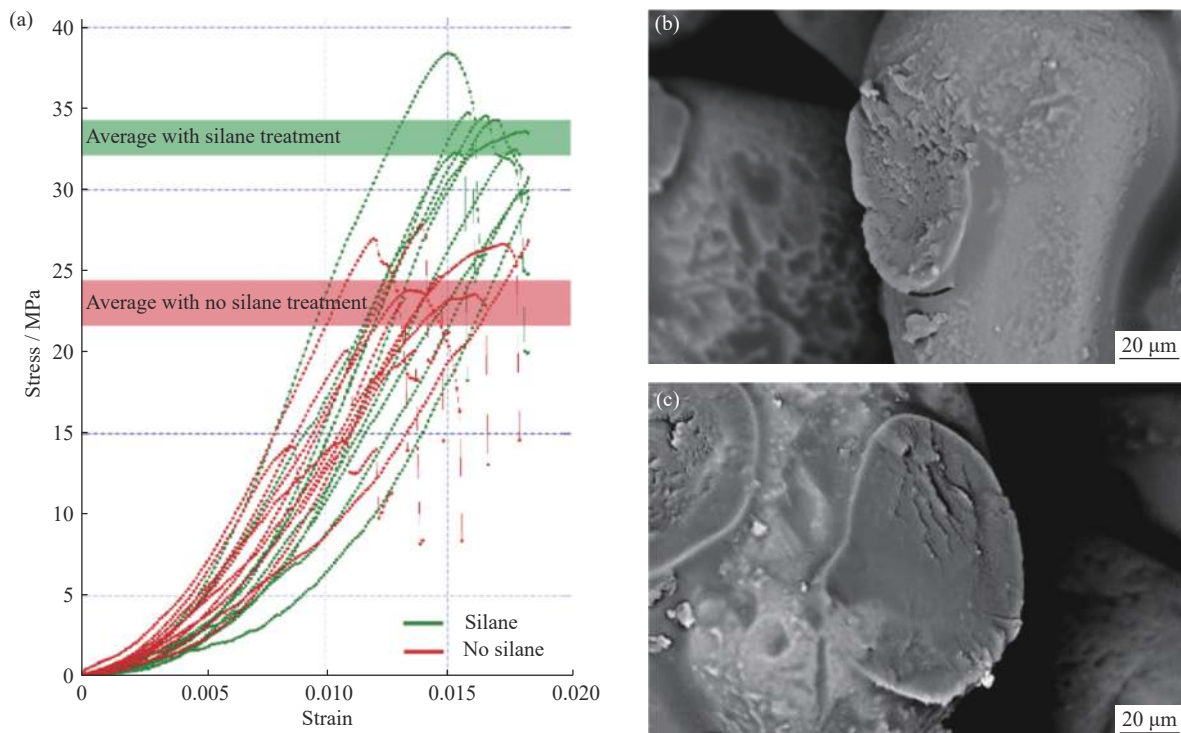 (a)
40
35
Average with silane treatment
30
25
Average with no silane treatment
20
15
10
5
0
Stress / MPa
Silane
No silane
0
0.005
0.010
0.015
0.020
Strain
(b)
20 μm
(c)
20 μm